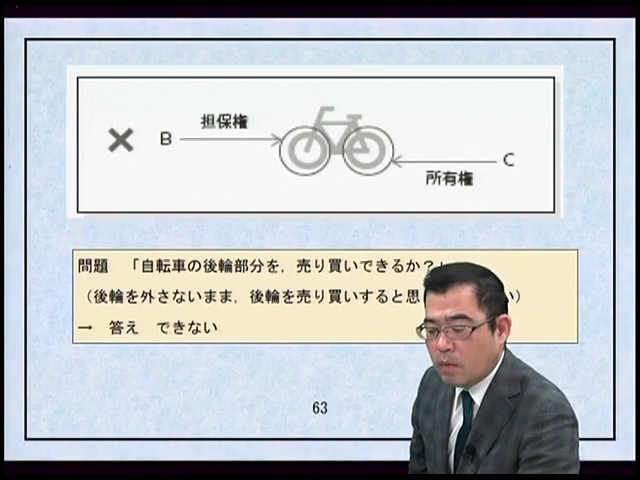 担保権
× B
C
所有権
問題 「自転車の後輪部分を，売り買いできるか？」
（後輪を外さないまま，後輪を売り買いすると思
い）
→ 答え できない
63